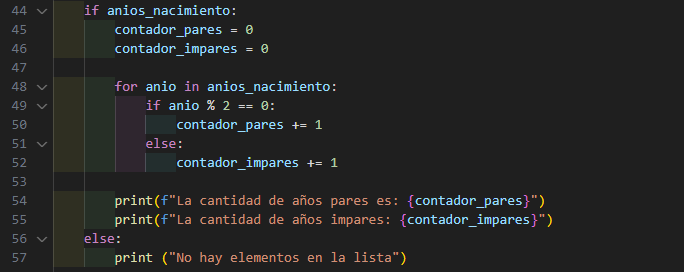 44 if anios_nacimiento:
45 contador_pares = 0
46 contador_impares = 0
47
48 for anio in anios_nacimiento:
49 if anio % 2 == 0:
50 contador_pares += 1
51 else:
52 contador_impares += 1
53
54 print(f"La cantidad de años pares es: {contador_pares}")
55 print(f"La cantidad de años impares: {contador_impares}")
56 else:
57 print ("No hay elementos en la lista")